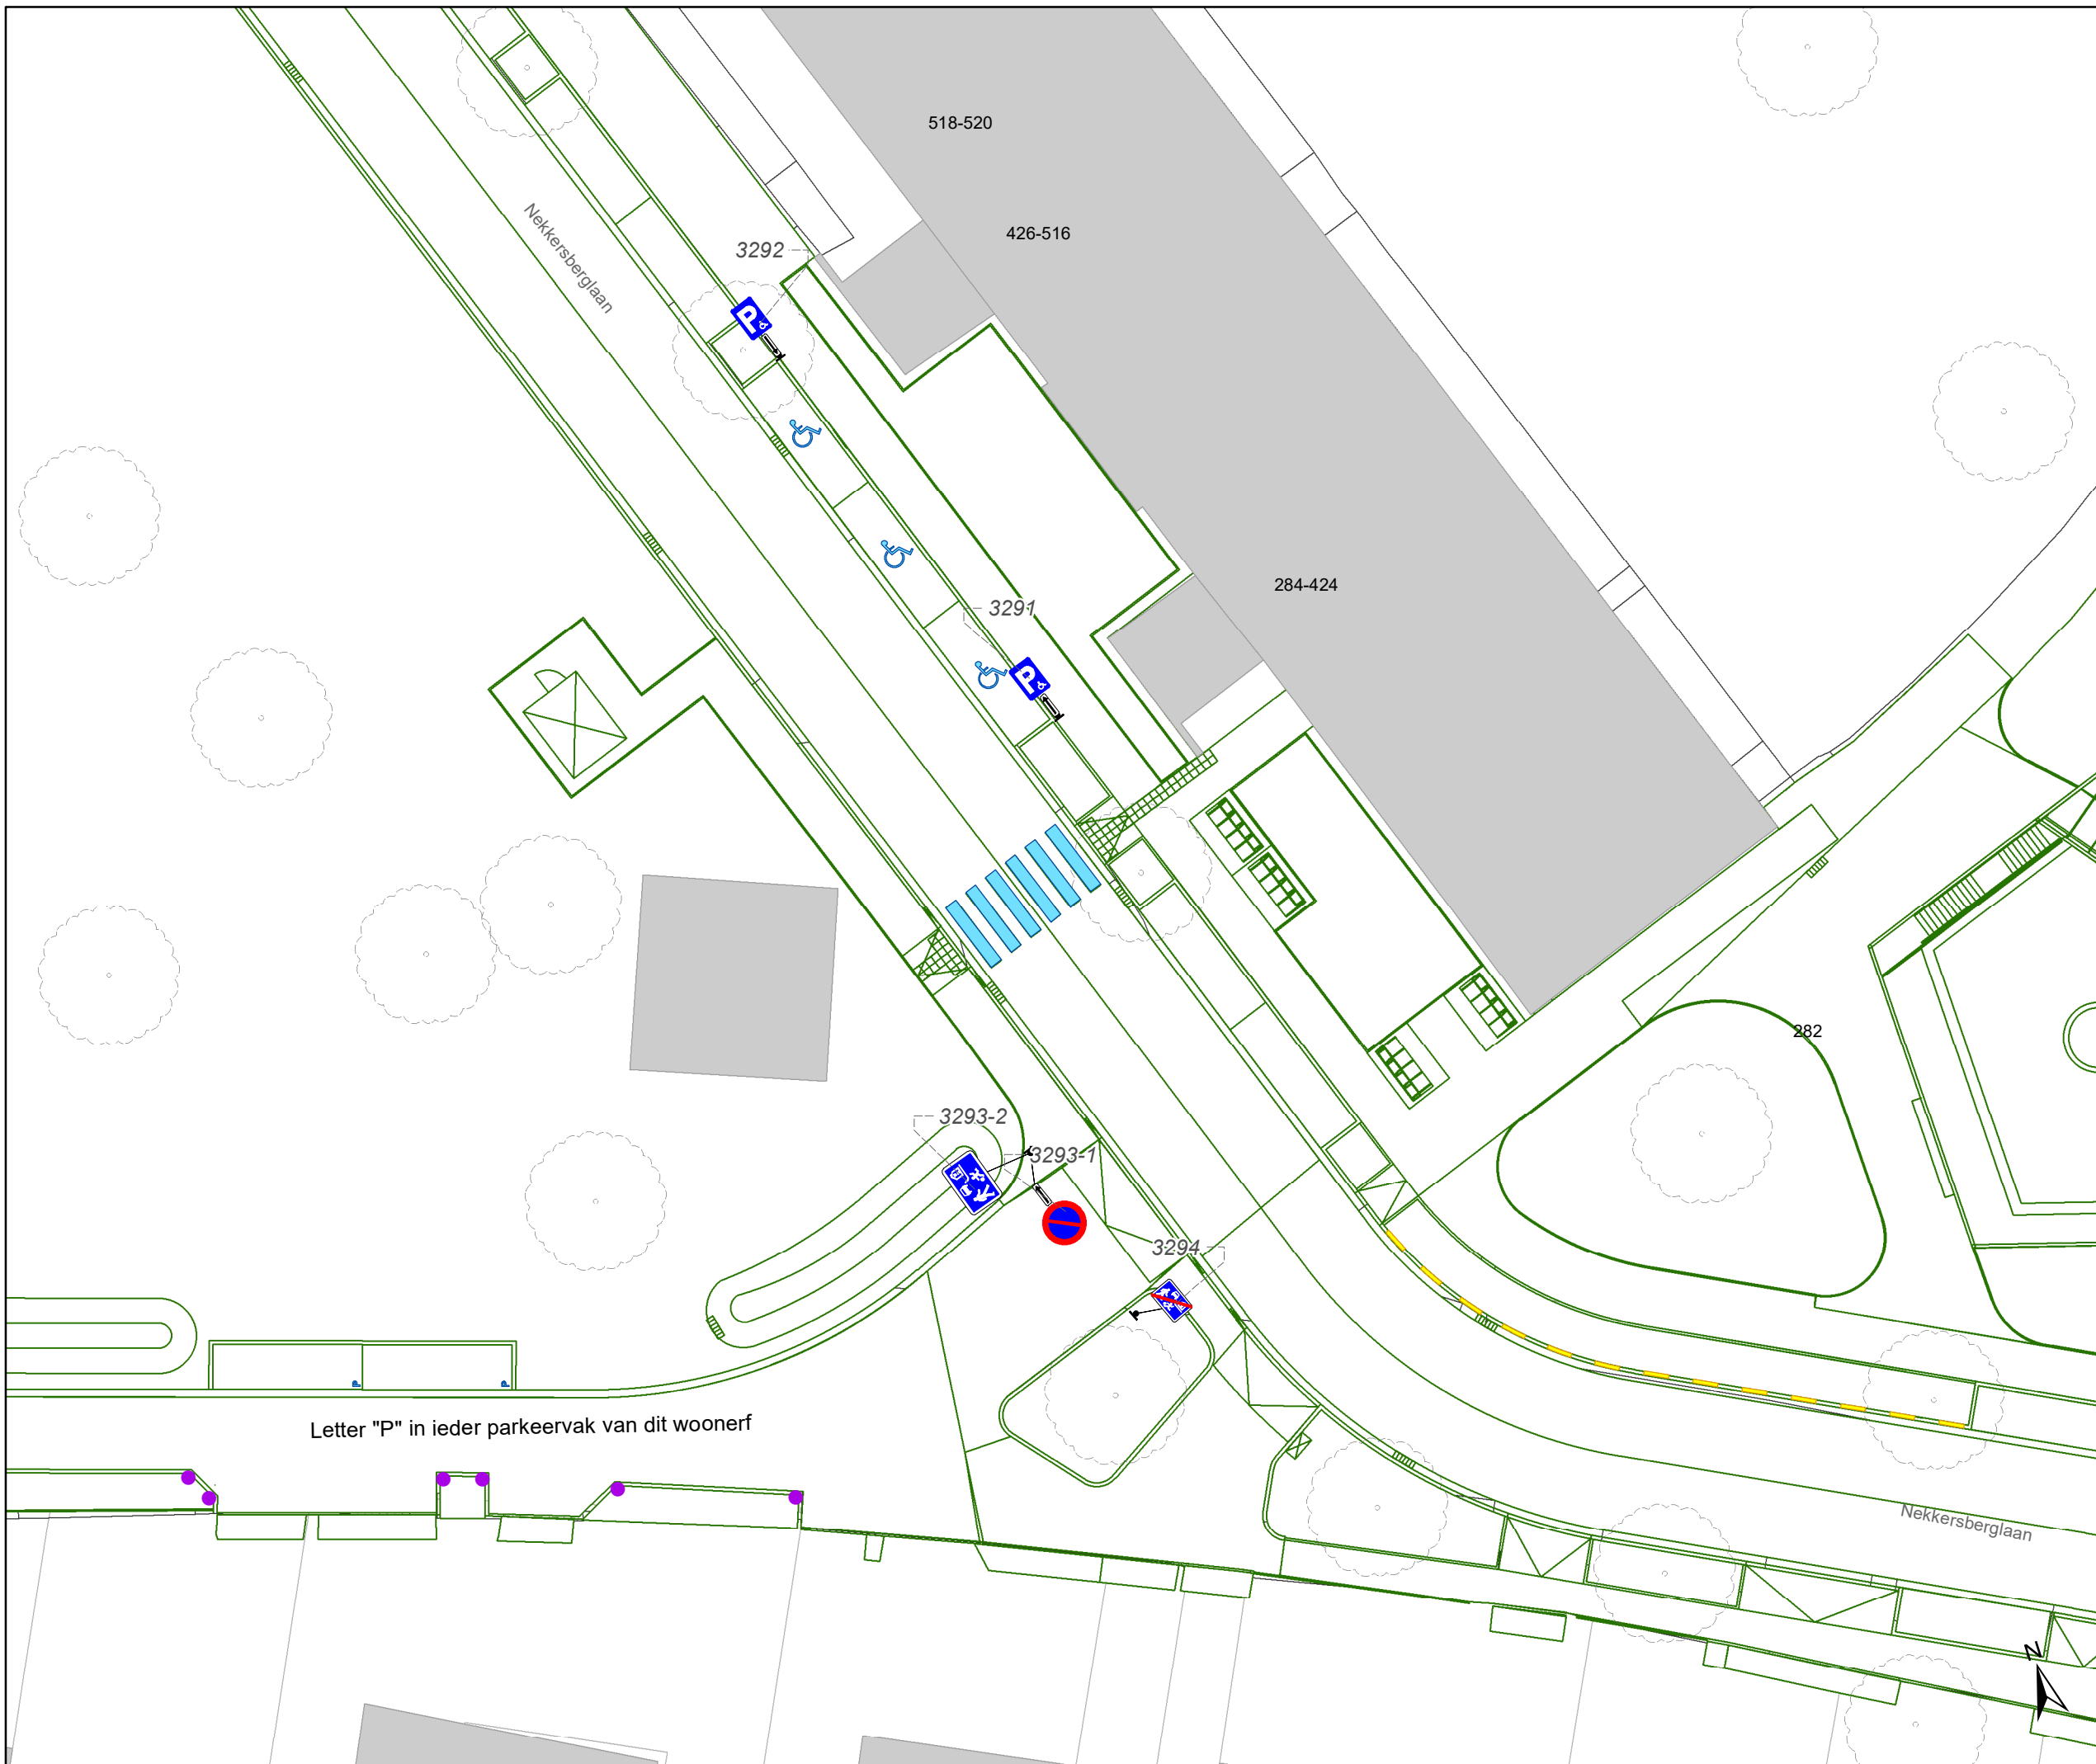 518-520
426-516
Nekkersberglaan
3292
P
284-424
3291
P
282
3293-2
3293-1
3294
Letter "P" in ieder parkeervak van dit woonerf
P
P
Nekkersberglaan
N